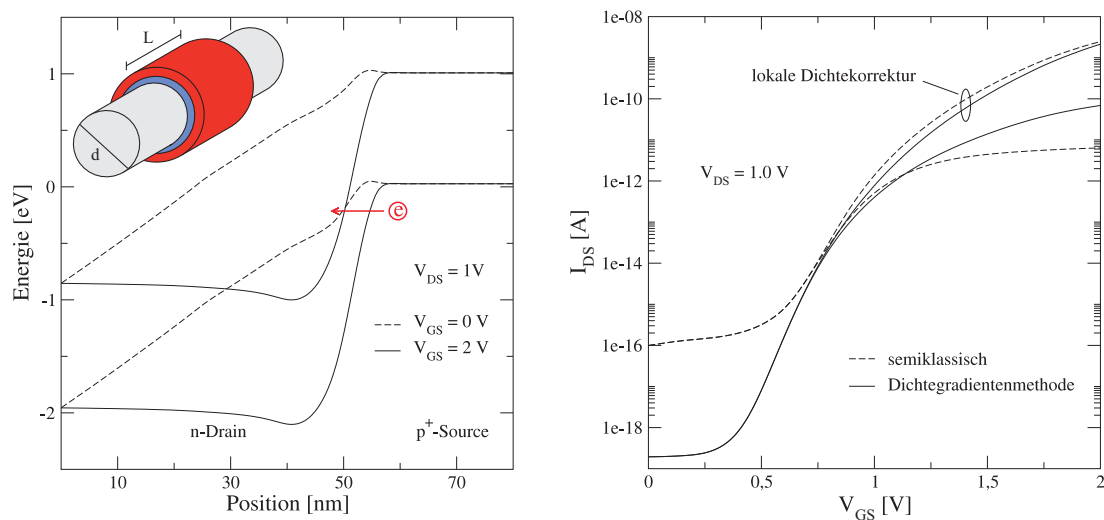 L
d
1
0
-1
-2
Energie [eV]
e
V_DS = 1V
V_GS = 0 V
V_GS = 2 V
n-Drain
p⁺-Source
10
30
50
70
Position [nm]
1e-08
1e-10
1e-12
1e-14
1e-16
1e-18
I_DS [A]
lokale Dichtekorrektur
V_DS = 1.0 V
semiklassisch
Dichtegradientenmethode
0
0,5
1
1,5
2
V_GS [V]